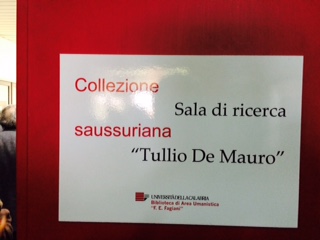 Collezione
Sala di ricerca
saussuriana
"Tullio De Mauro"
UNIVERSITÀ DELLA CALABRIA
Biblioteca di Area Umanistica
"F. E. Fagiani"